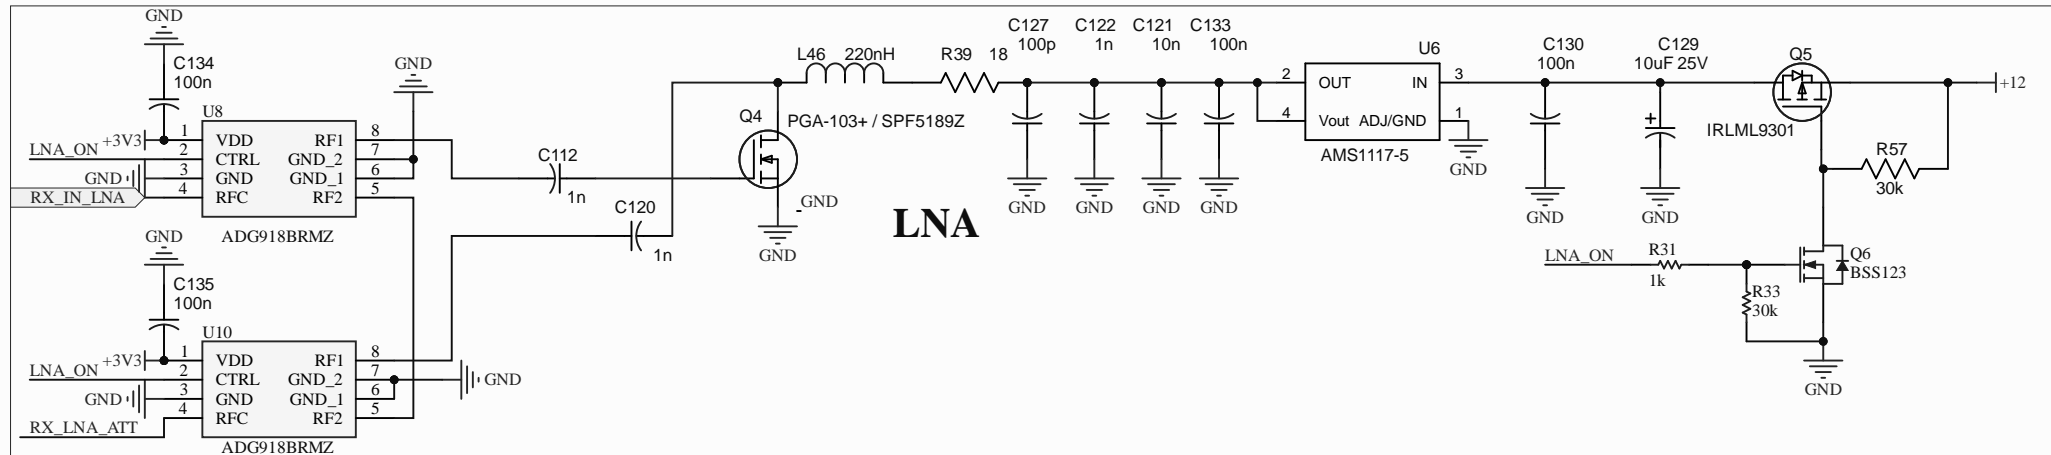 GND
C134
100n
U8
+3V3
1
VDD
RF1
8
LNA_ON
2
CTRL
GND_2
7
GND
3
GND
GND_1
6
RX_IN_LNA
4
RFC
RF2
5
ADG918BRMZ
GND
GND
C135
100n
U10
+3V3
1
VDD
RF1
8
LNA_ON
2
CTRL
GND_2
7
GND
GND
3
GND
GND_1
6
RX_LNA_ATT
4
RFC
RF2
5
ADG918BRMZ
C112
1n
C120
1n
L46 220nH
R39 18
Q4
PGA-103+ / SPF5189Z
GND
GND
LNA
C127
100p
C122
1n
C121
10n
C133
100n
GND
GND
GND
GND
U6
2
OUT
IN
3
4
Vout
ADJ/GND
1
AMS1117-5
GND
C130
100n
GND
C129
10uF 25V
+
GND
Q5
IRLML9301
+12
R57
30k
LNA_ON
R31
1k
R33
30k
Q6
BSS123
GND